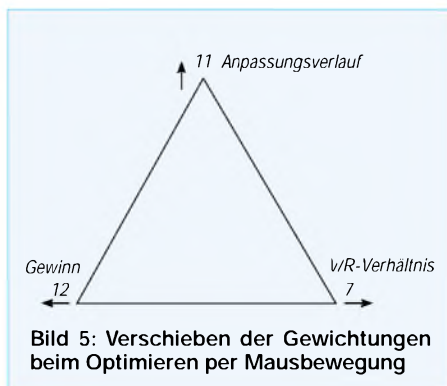 11 Anpassungsverlauf
Gewinn
12
V/R-Verhältnis
7
Bild 5: Verschieben der Gewichtungen
beim Optimieren per Mausbewegung